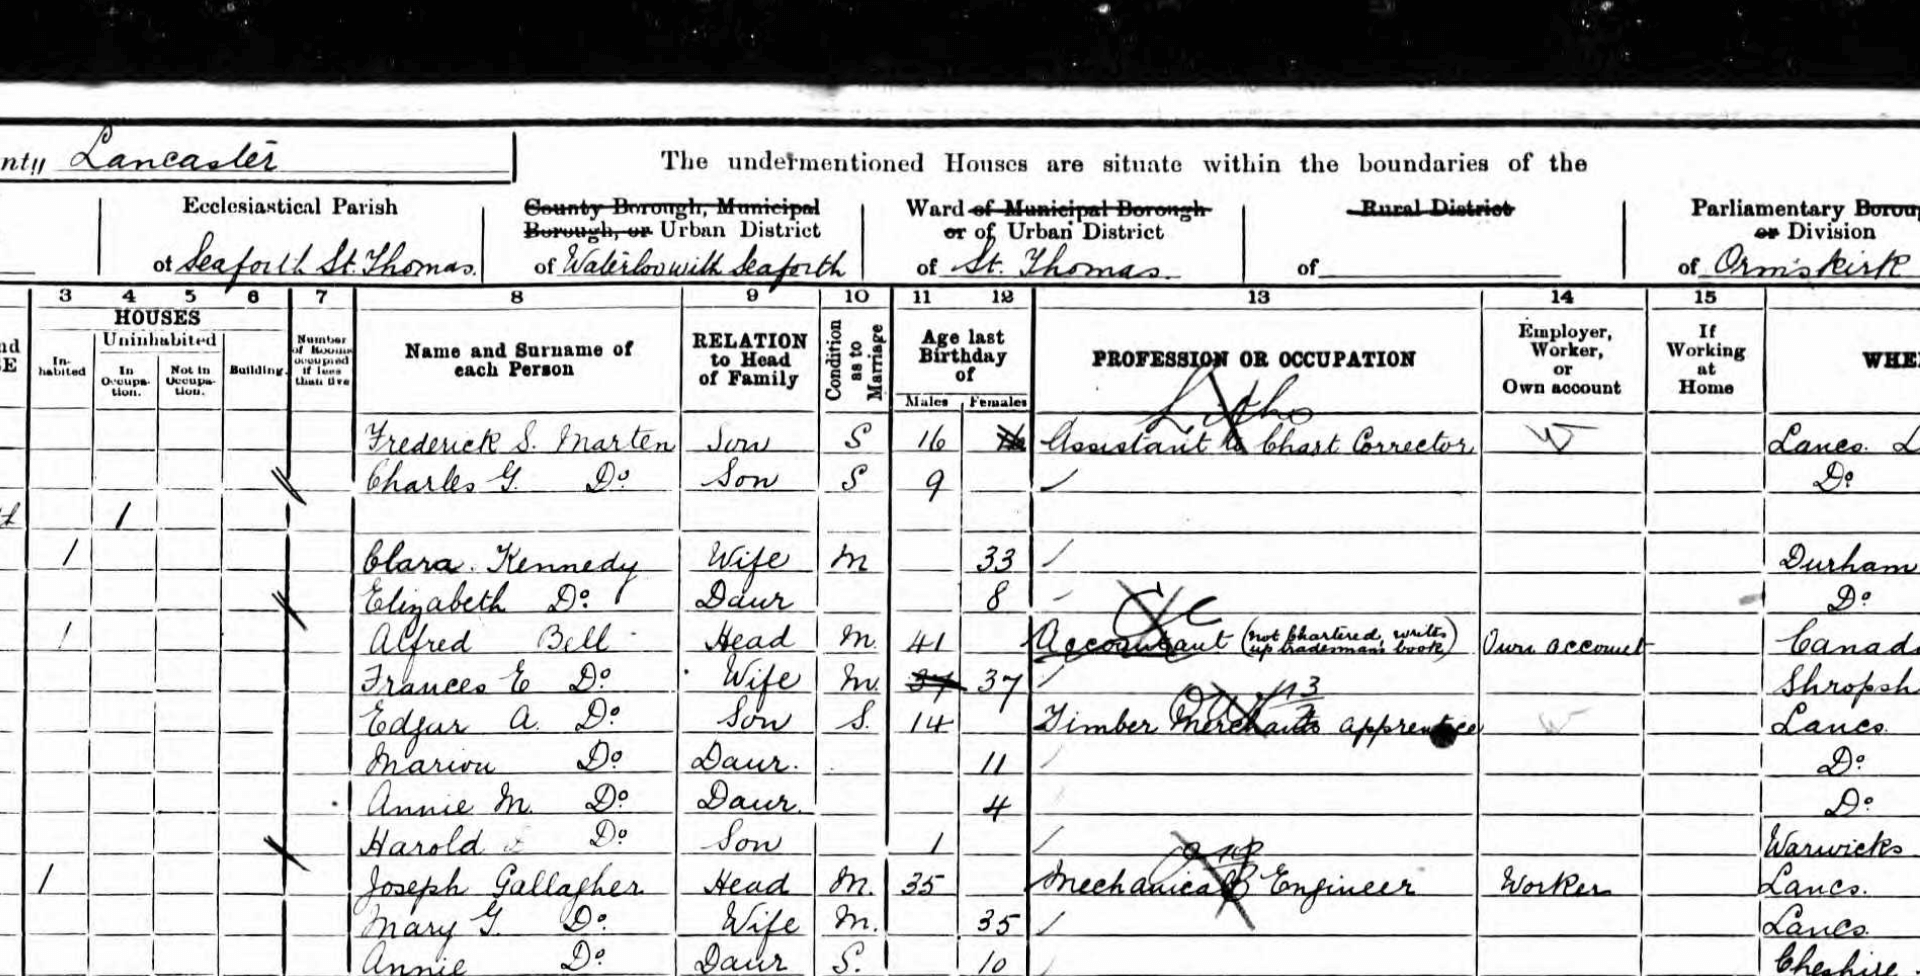 nty Lancaster
The undermentioned Houses are situate within the boundaries of the
Ecclesiastical Parish
of Seaforth St. Thomas.
County Borough, Municipal
Borough, or Urban District
of Waterloo with Seaforth
Ward of Municipal Borough
or of Urban District
of St. Thomas.
Rural District
of
Parliamentary Borou
or Division
of Ormskirk
3 4 5 6 7 8 9 10 11 12 13 14 15
HOUSES
nd
E
In-
habited
Uninhabited
In
Occupa-
tion.
Not in
Occupa-
tion.
Building.
Number
of Rooms
occupied
if less
than five
Name and Surname of
each Person
RELATION
to Head
of Family
Condition
as to
Marriage
Age last
Birthday
of
Males Females
PROFESSION OR OCCUPATION
Employer,
Worker,
or
Own account
If
Working
at
Home
WHE
Litho
Frederick S. Marten Son S 16 Assistant to Chart Corrector W Lancs. L
Charles G. Do Son S 9 Do
1
1 Clara. Kennedy Wife M 33 Durham
Elizabeth Do Daur 8 Do
1 Alfred Bell Head M. 41 Accountant (not Chartered, writes up tradesman's book) Own account Canad
Frances E Do Wife M. 37 37 Shropsh
Edgar A. Do Son S. 14 Timber Merchants apprentice W Lancs.
Marion Do Daur. 11 Do
Annie M. Do Daur. 4 Do
Harold Do Son 1 Warwicks
1 Joseph Gallagher Head M. 35 Mechanical Engineer Worker Lancs.
Mary G. Do Wife M. 35 Lancs.
Annie Do Daur S. 10 Cheshire